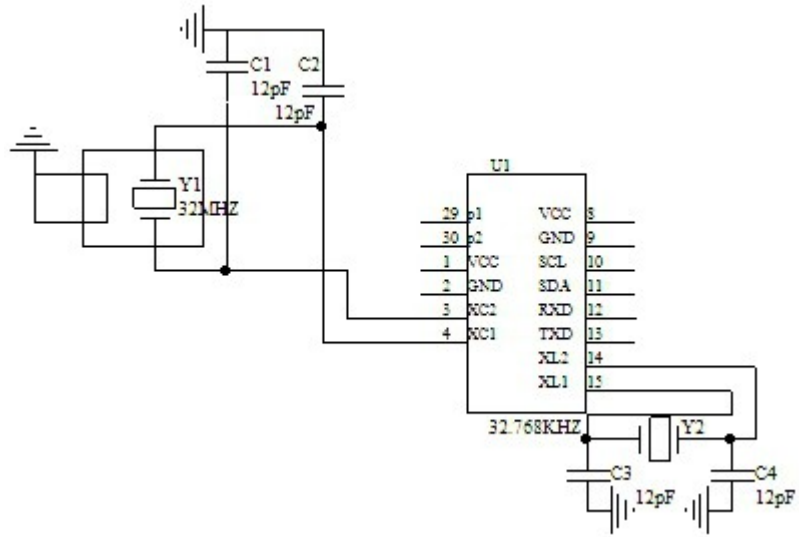 C1
C2
12pF
12pF
U1
Y1
32MHZ
29 p1 VCC 8
30 p2 GND 9
1 VCC SCL 10
2 GND SDA 11
3 XC2 RXD 12
4 XC1 TXD 13
XL2 14
XL1 15
32.768KHZ
Y2
C3
C4
12pF
12pF